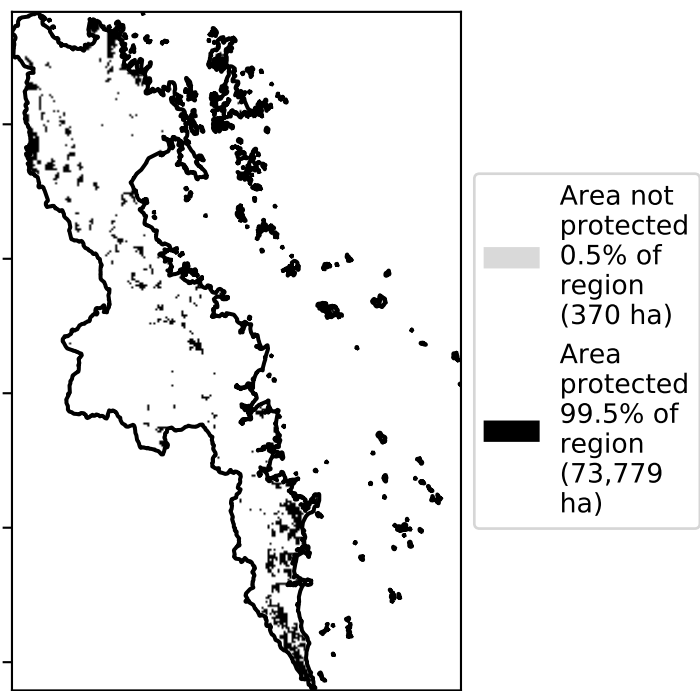 Area not
protected
0.5% of
region
(370 ha)
Area
protected
99.5% of
region
(73,779
ha)